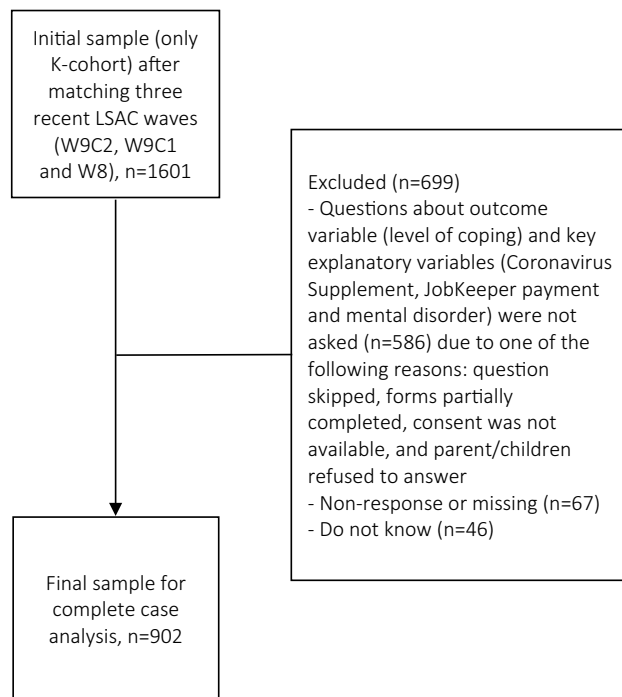 Initial sample (only
K-cohort) after
matching three
recent LSAC waves
(W9C2, W9C1
and W8), n=1601
Excluded (n=699)
- Questions about outcome
variable (level of coping) and key
explanatory variables (Coronavirus
Supplement, JobKeeper payment
and mental disorder) were not
asked (n=586) due to one of the
following reasons: question
skipped, forms partially
completed, consent was not
available, and parent/children
refused to answer
- Non-response or missing (n=67)
- Do not know (n=46)
Final sample for
complete case
analysis, n=902